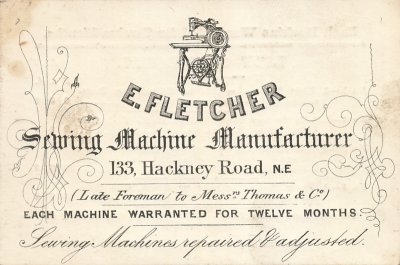 E. FLETCHER
Sewing Machine Manufacturer
133, Hackney Road, N.E
(Late Foreman to Messrs Thomas & Co)
EACH MACHINE WARRANTED FOR TWELVE MONTHS.
Sewing Machines repaired & adjusted.